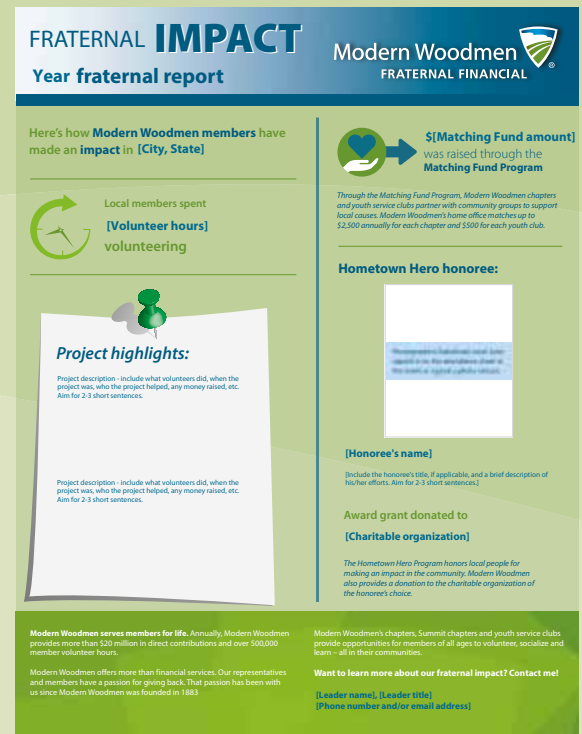 FRATERNAL IMPACT
Year fraternal report
Modern Woodmen
FRATERNAL FINANCIAL
®
Here's how Modern Woodmen members have
made an impact in [City, State]
Local members spent
[Volunteer hours]
volunteering
Project highlights:
Project description - include what volunteers did, when the
project was, who the project helped, any money raised, etc.
Aim for 2-3 short sentences.
Project description - include what volunteers did, when the
project was, who the project helped, any money raised, etc.
Aim for 2-3 short sentences.
$[Matching Fund amount]
was raised through the
Matching Fund Program
Through the Matching Fund Program, Modern Woodmen chapters
and youth service clubs partner with community groups to support
local causes. Modern Woodmen's home office matches up to
$2,500 annually for each chapter and $500 for each youth club.
Hometown Hero honoree:
[Honoree's name]
[Include the honoree's title, if applicable, and a brief description of
his/her efforts. Aim for 2-3 short sentences.]
Award grant donated to
[Charitable organization]
The Hometown Hero Program honors local people for
making an impact in the community. Modern Woodmen
also provides a donation to the charitable organization of
the honoree's choice.
Modern Woodmen serves members for life. Annually, Modern Woodmen
provides more than $20 million in direct contributions and over 500,000
member volunteer hours.
Modern Woodmen offers more than financial services. Our representatives
and members have a passion for giving back. That passion has been with
us since Modern Woodmen was founded in 1883
Modern Woodmen's chapters, Summit chapters and youth service clubs
provide opportunities for members of all ages to volunteer, socialize and
learn – all in their communities.
Want to learn more about our fraternal impact? Contact me!
[Leader name], [Leader title]
[Phone number and/or email address]